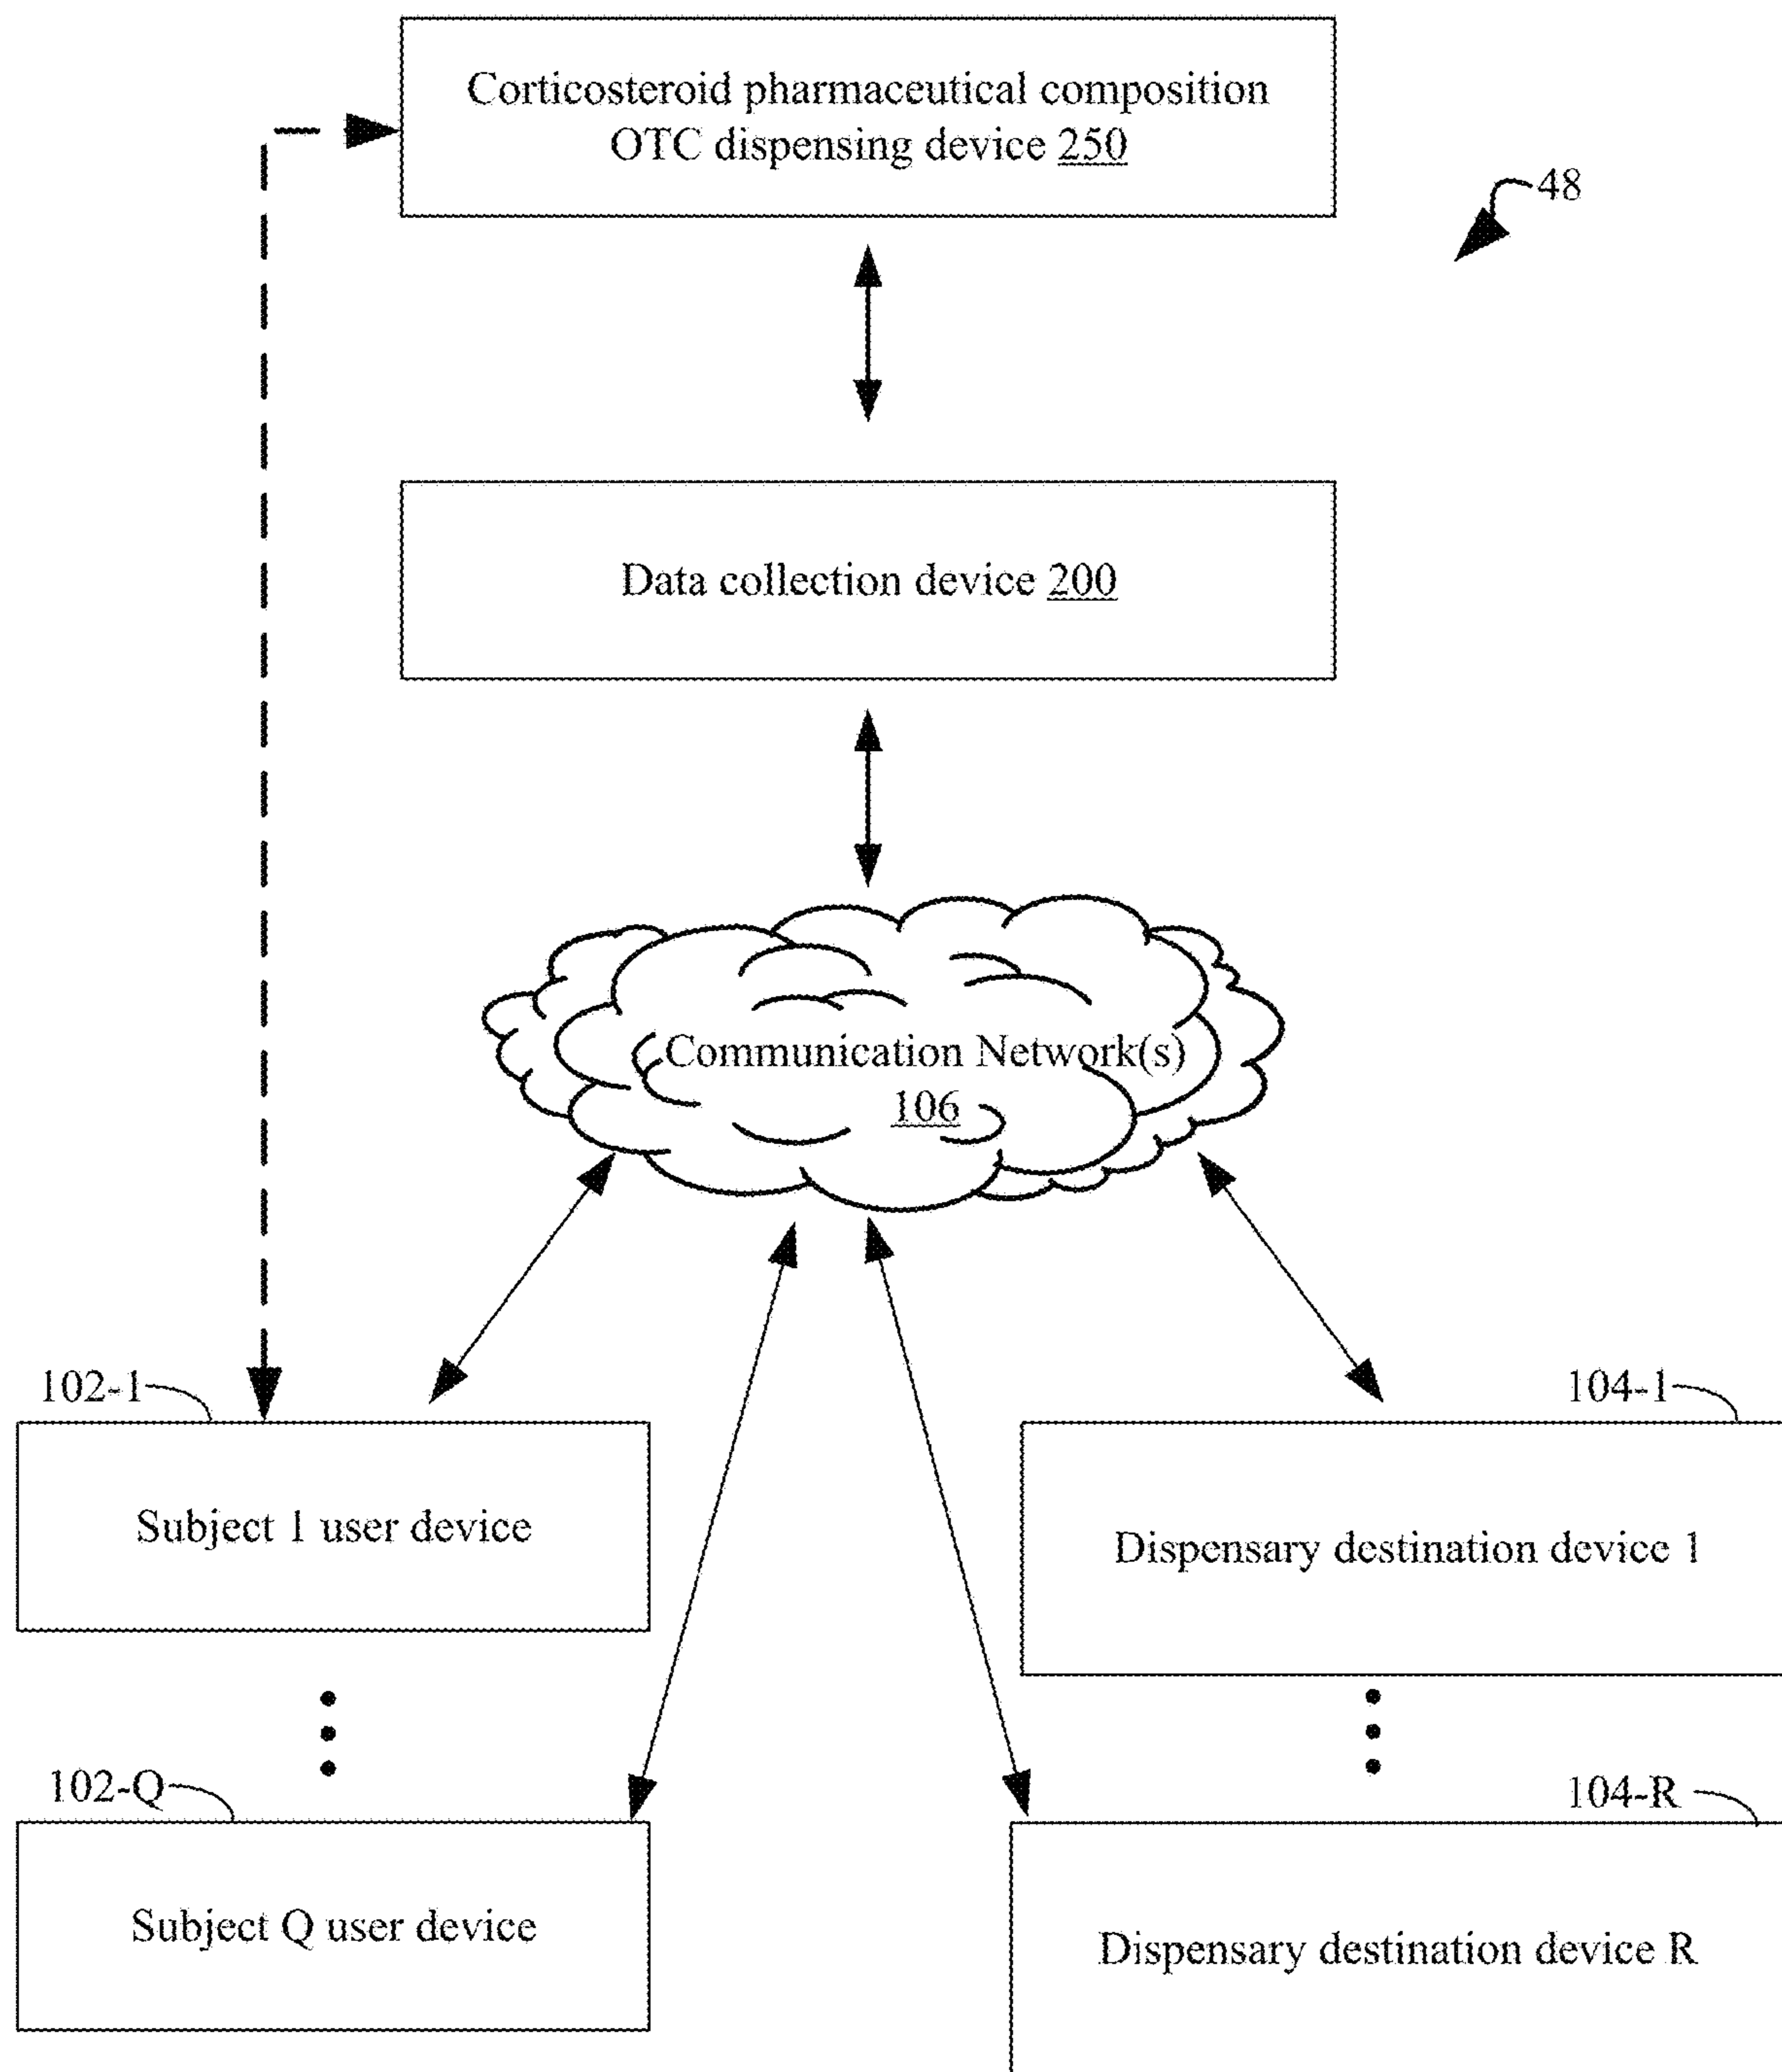 Corticosteroid pharmaceutical composition
OTC dispensing device 250
48
Data collection device 200
Communication Network(s)
106
102-1
104-1
Subject 1 user device
Dispensary destination device 1
102-Q
104-R
Subject Q user device
Dispensary destination device R